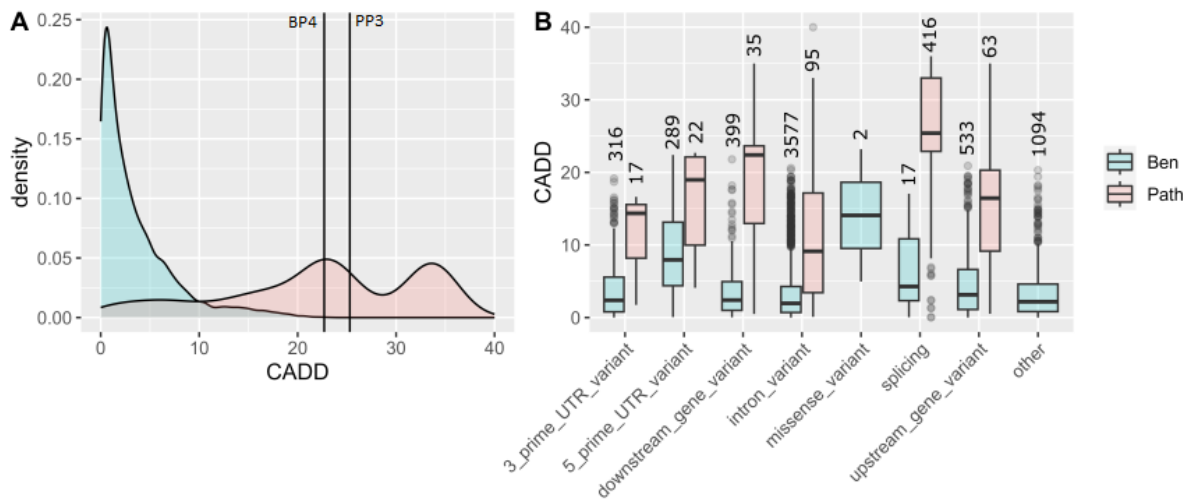 A
BP4
PP3
0.25
0.20
0.15
0.10
0.05
0.00
density
0
10
20
30
40
CADD
B
40
30
20
10
0
CADD
316
17
289
22
399
35
3577
95
2
17
416
533
63
1094
3_prime_UTR_variant
5_prime_UTR_variant
downstream_gene_variant
intron_variant
missense_variant
splicing
upstream_gene_variant
other
Ben
Path